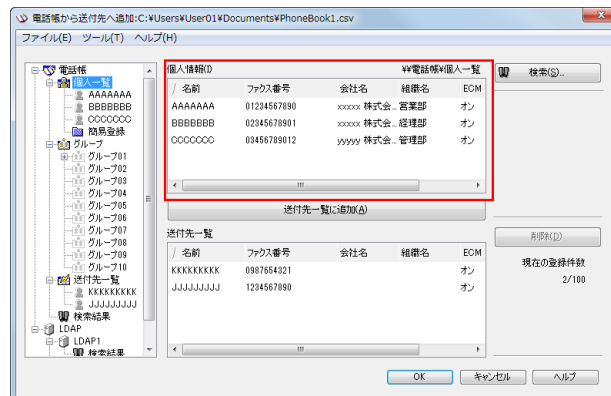 電話帳から送付先へ追加:C:¥Users¥User01¥Documents¥PhoneBook1.csv
ファイル(F) ツール(T) ヘルプ(H)
電話帳
個人一覧
AAAAAAA
BBBBBBB
CCCCCCC
簡易登録
グループ
グループ01
グループ02
グループ03
グループ04
グループ05
グループ06
グループ07
グループ08
グループ09
グループ10
送付先一覧
KKKKKKKKK
JJJJJJJJJ
検索結果
LDAP
LDAP1
検索結果
個人情報(I) ¥¥電話帳¥個人一覧
名前 ファクス番号 会社名 組織名 ECM
AAAAAAA 01234567890 xxxxx 株式会... 営業部 オン
BBBBBBB 02345678901 xxxxx 株式会... 経理部 オン
CCCCCCC 03456789012 yyyyy 株式会... 管理部 オン
送付先一覧に追加(A)
送付先一覧
名前 ファクス番号 会社名 組織名 ECM
KKKKKKKKK 0987654321 オン
JJJJJJJJJ 1234567890 オン
検索(S)...
削除(D)
現在の登録件数
2/100
OK キャンセル ヘルプ